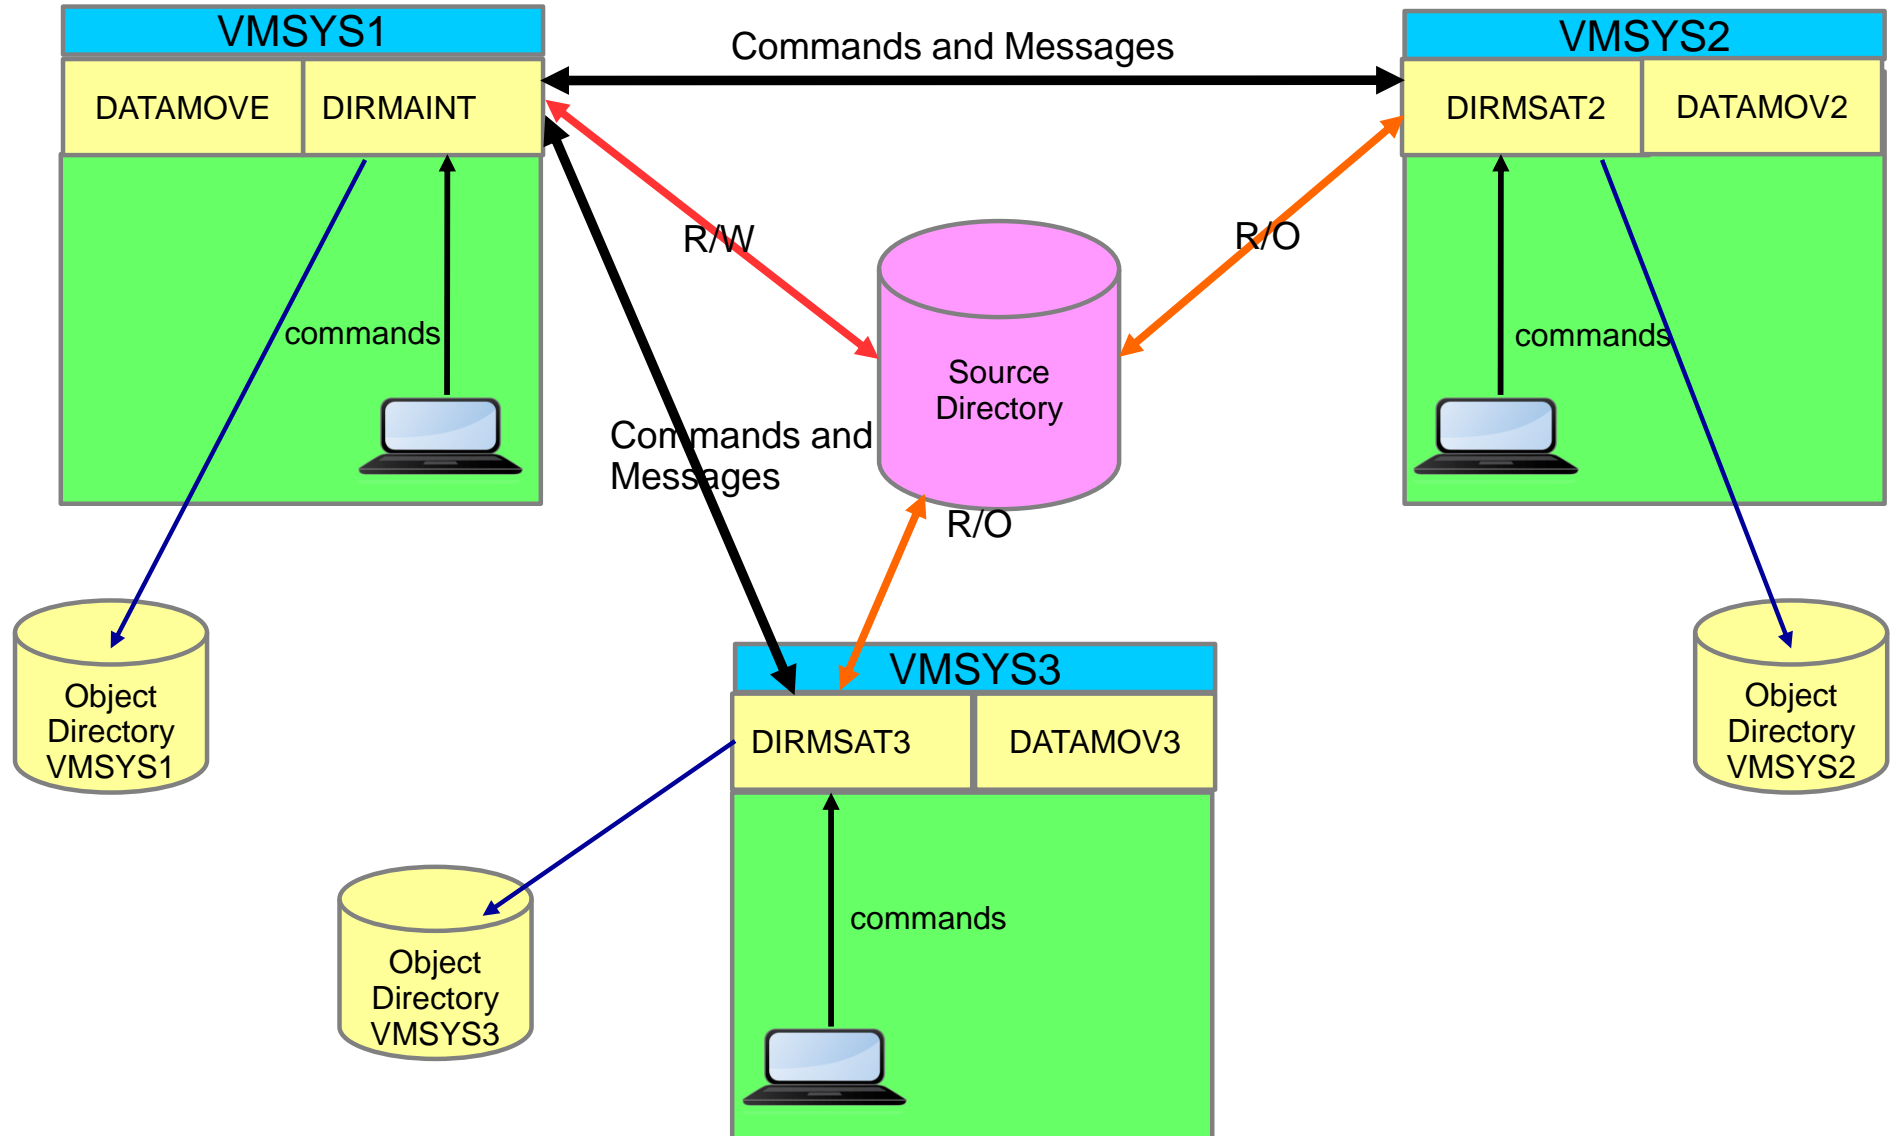 VMSYS1
Commands and Messages
VMSYS2
DATAMOVE
DIRMAINT
DIRMSAT2
DATAMOV2
R/W
R/O
commands
commands
Source
Directory
Commands and
Messages
R/O
VMSYS3
Object
Directory
VMSYS1
DIRMSAT3
DATAMOV3
Object
Directory
VMSYS2
commands
Object
Directory
VMSYS3